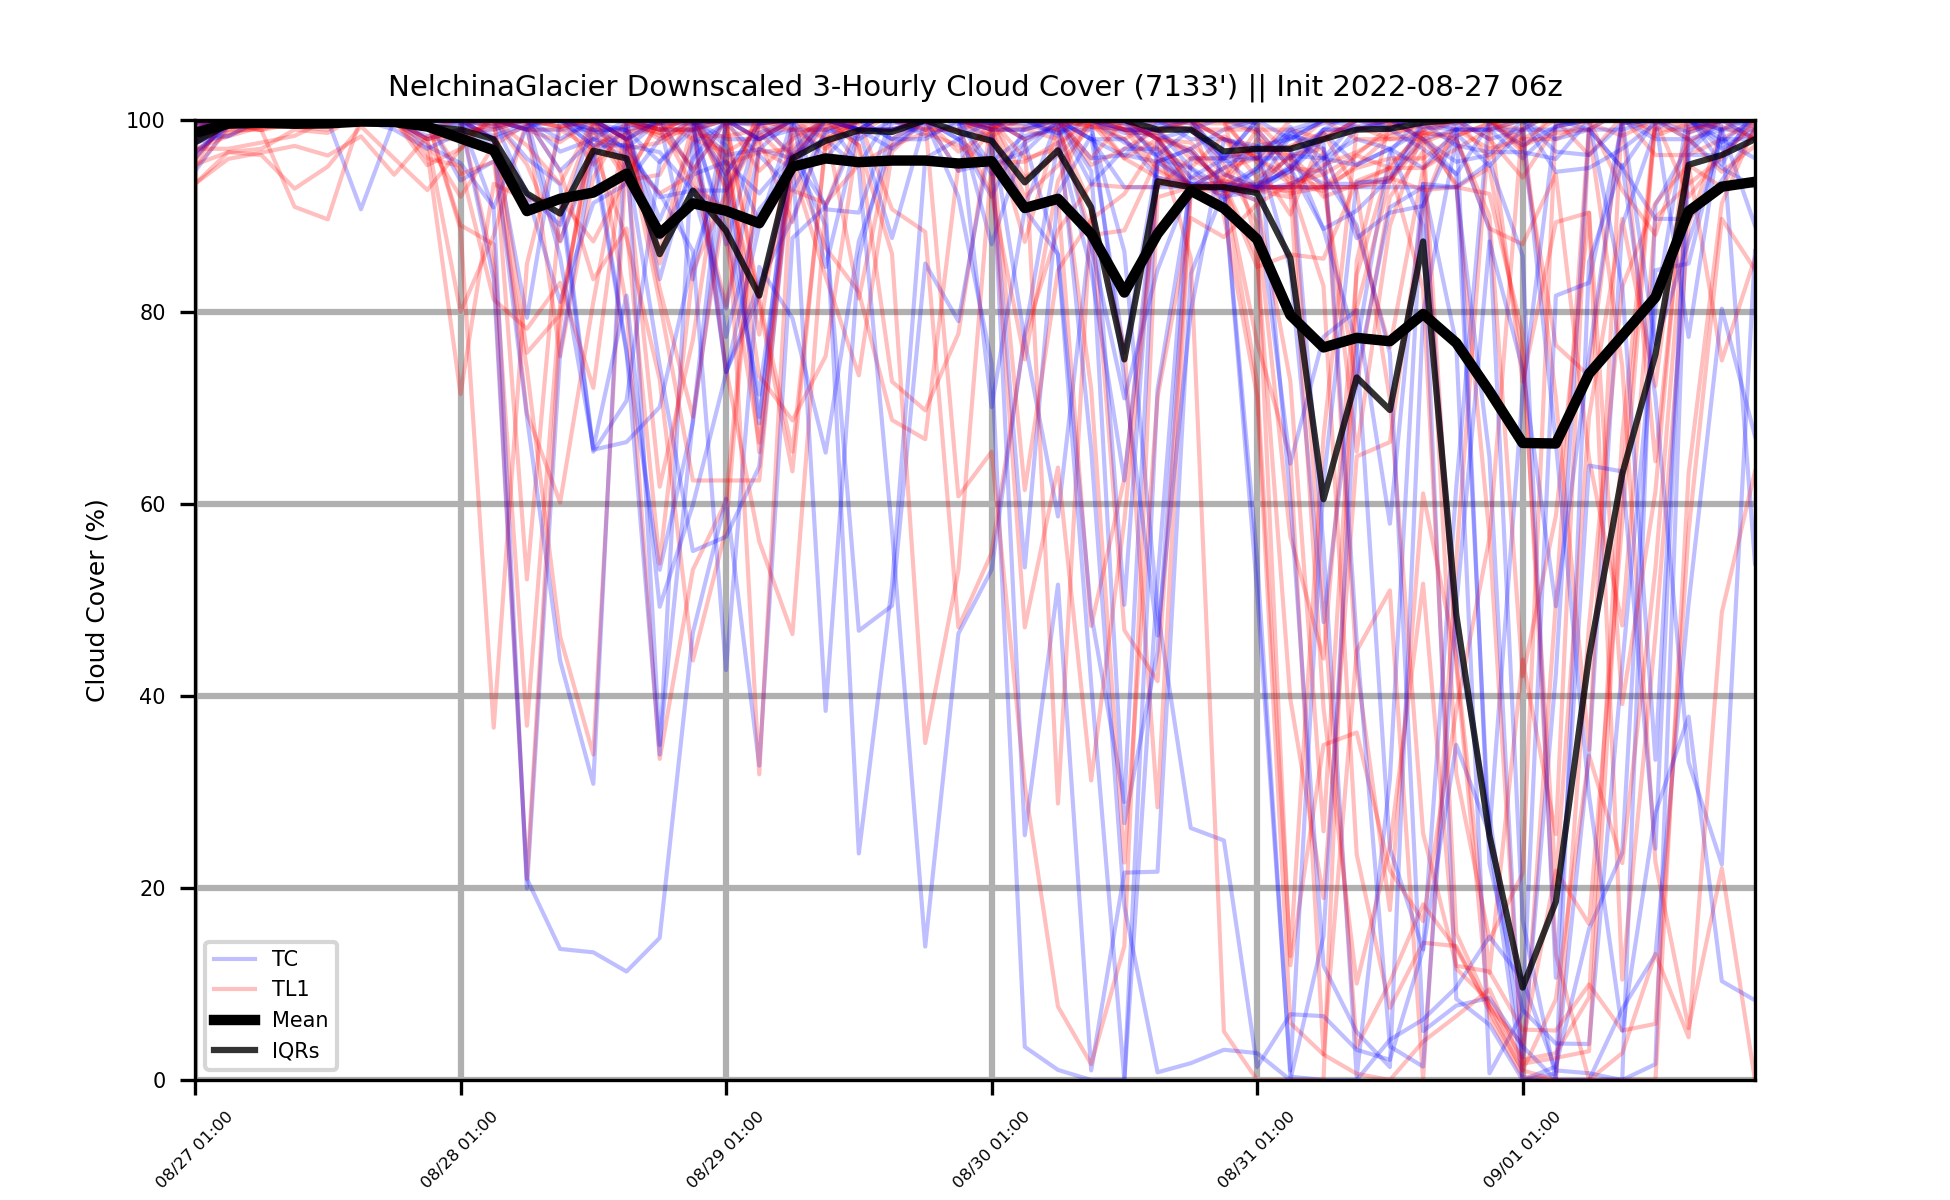 NelchinaGlacier Downscaled 3-Hourly Cloud Cover (7133') || Init 2022-08-27 06z
Cloud Cover (%)
100
80
60
40
20
0
TC
TL1
Mean
IQRs
08/27 01:00
08/28 01:00
08/29 01:00
08/30 01:00
08/31 01:00
09/01 01:00